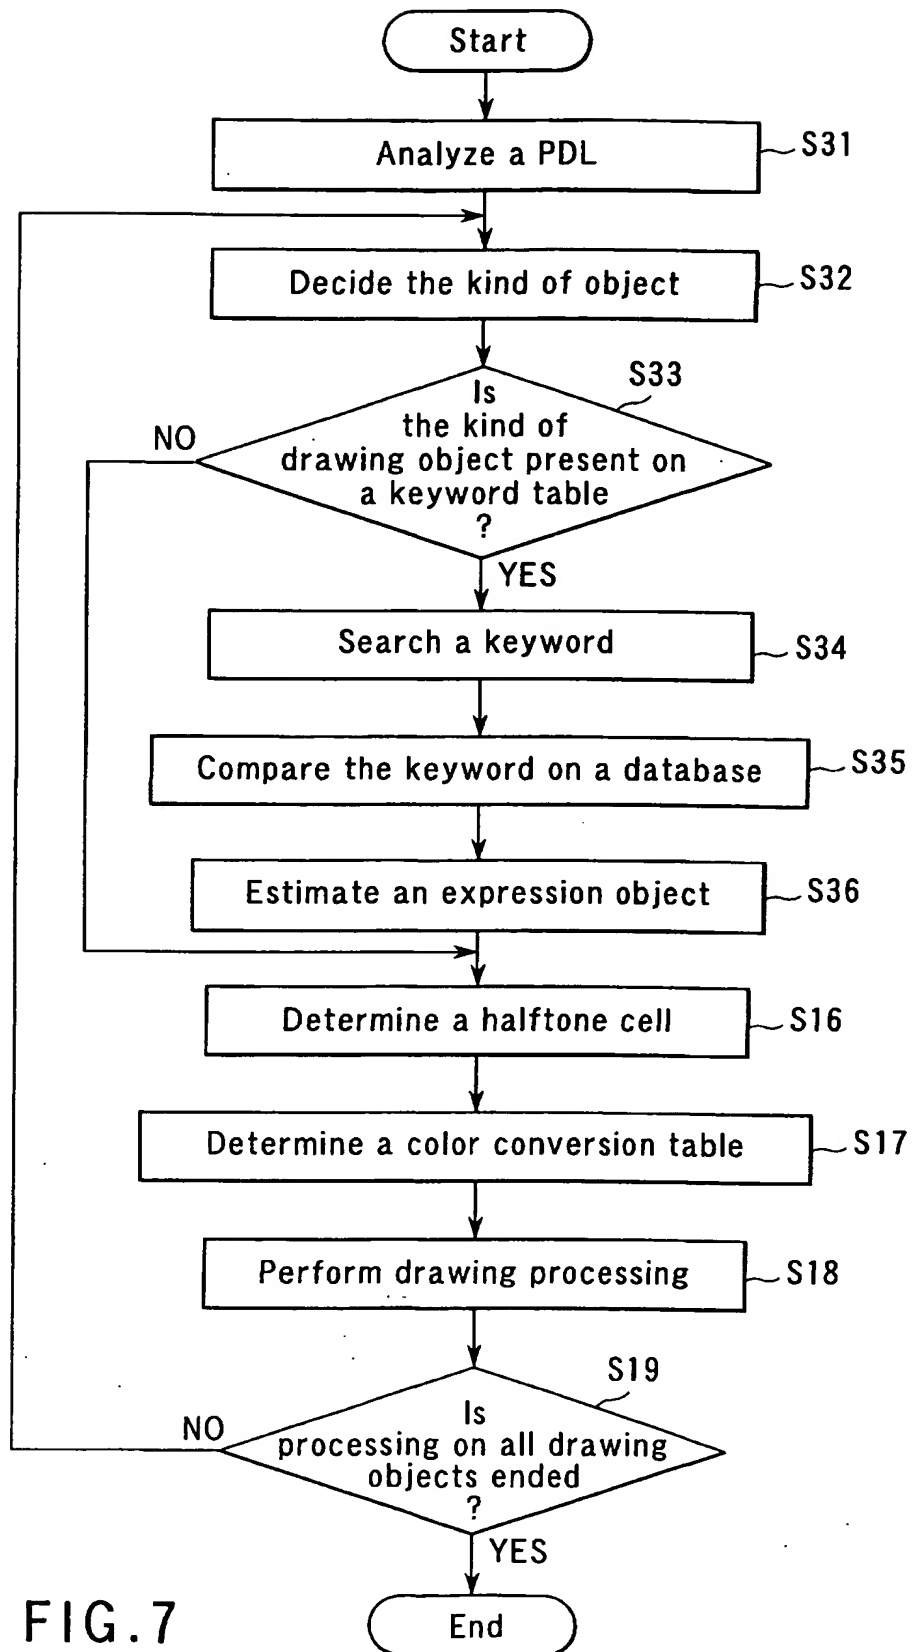 Start
Analyze a PDL
S31
Decide the kind of object
S32
S33
Is
the kind of
drawing object present on
a keyword table
?
NO
YES
Search a keyword
S34
Compare the keyword on a database
S35
Estimate an expression object
S36
Determine a halftone cell
S16
Determine a color conversion table
S17
Perform drawing processing
S18
S19
Is
processing on all drawing
objects ended
?
NO
YES
End
FIG.7